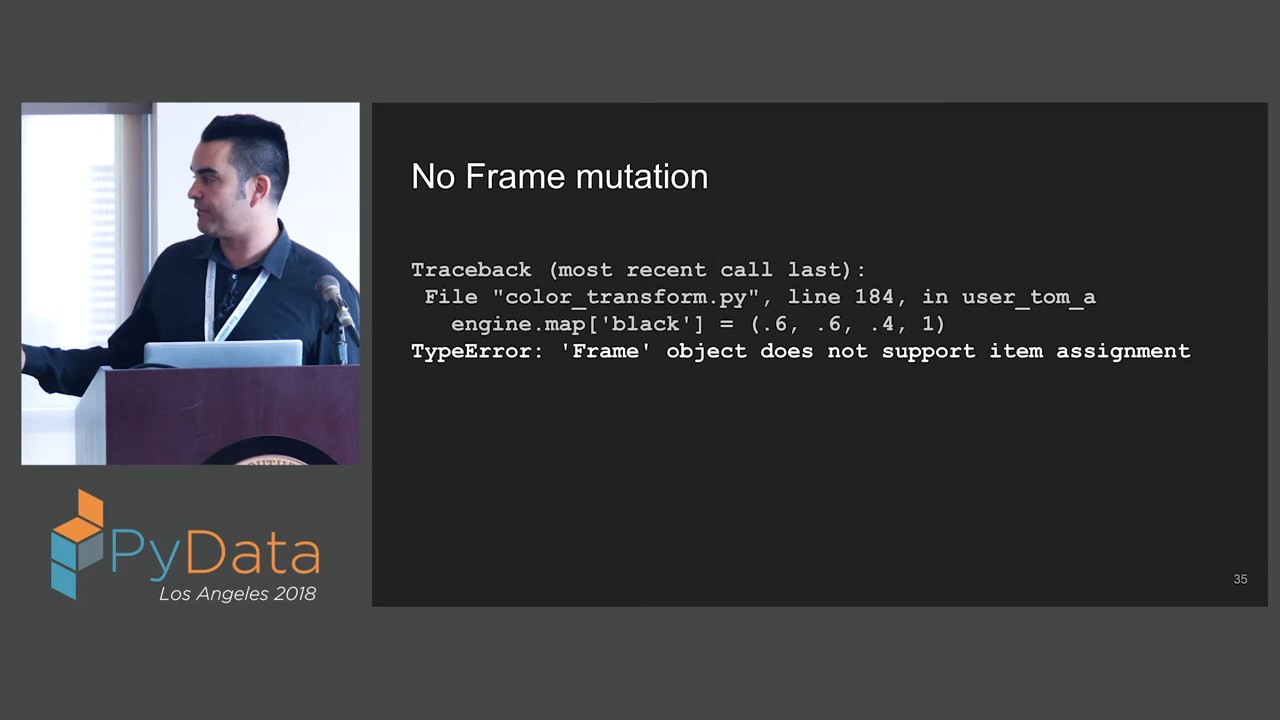 No Frame mutation
Traceback (most recent call last):
File "color_transform.py", line 184, in user_tom_a
engine.map['black'] = (.6, .6, .4, 1)
TypeError: 'Frame' object does not support item assignment
35
PyData
Los Angeles 2018